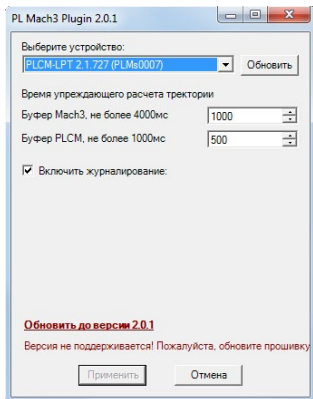 PL Mach3 Plugin 2.0.1
Выберите устройство:
PLCM-LPT 2.1.727 (PLMs0007)
Обновить
Время упреждающего расчета тректории
Буфер Mach3, не более 4000мс
1000
Буфер PLCM, не более 1000мс
500
Включить журналирование:
Обновить до версии 2.0.1
Версия не поддерживается! Пожалуйста, обновите прошивку
Применить
Отмена